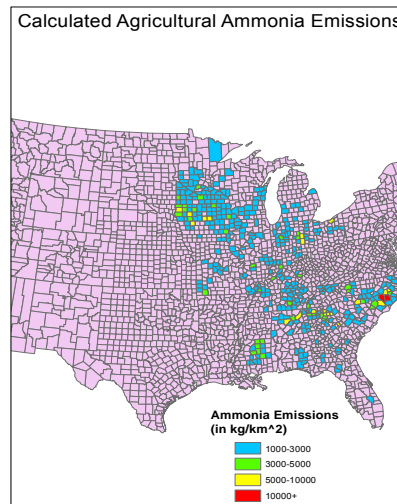 Calculated Agricultural Ammonia Emissions
Ammonia Emissions
(in kg/km^2)
1000-3000
3000-5000
5000-10000
10000+